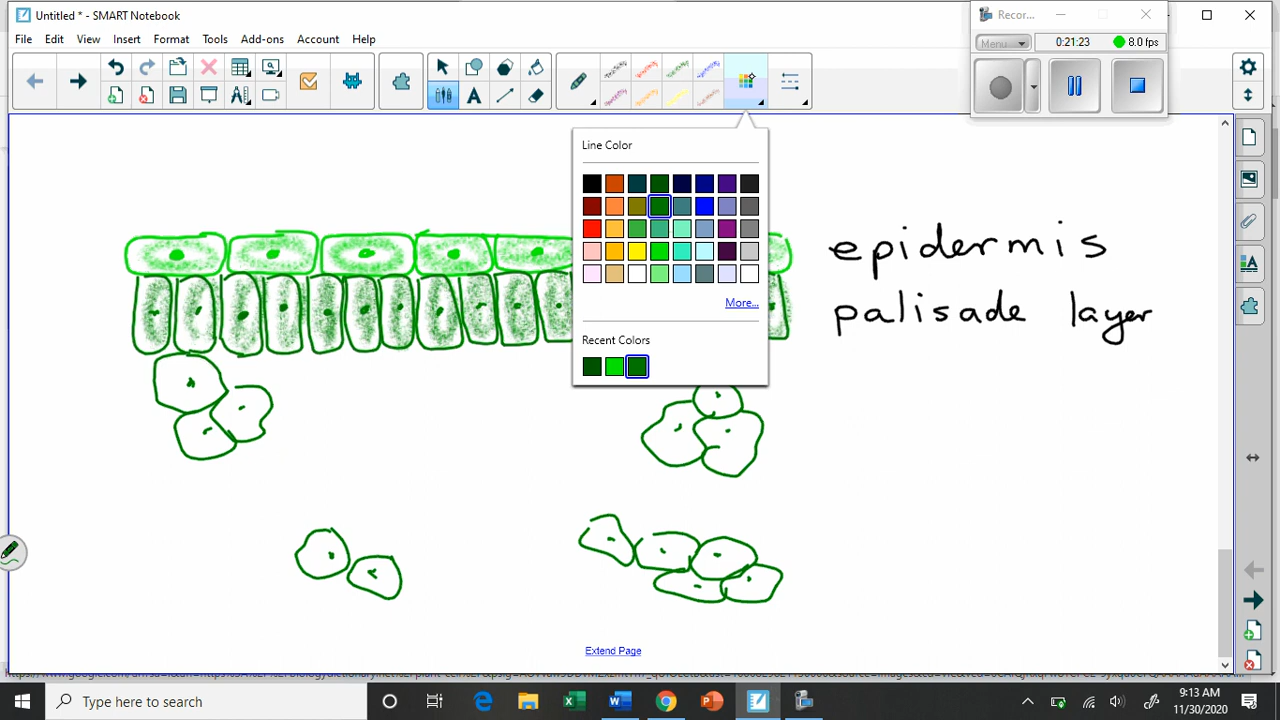 Untitled * - SMART Notebook
Recor...
File Edit View Insert Format Tools Add-ons Account Help
Menu
0:21:23
8.0 fps
Line Color
More...
Recent Colors
epidermis
palisade layer
Extend Page
Type here to search
9:13 AM
11/30/2020